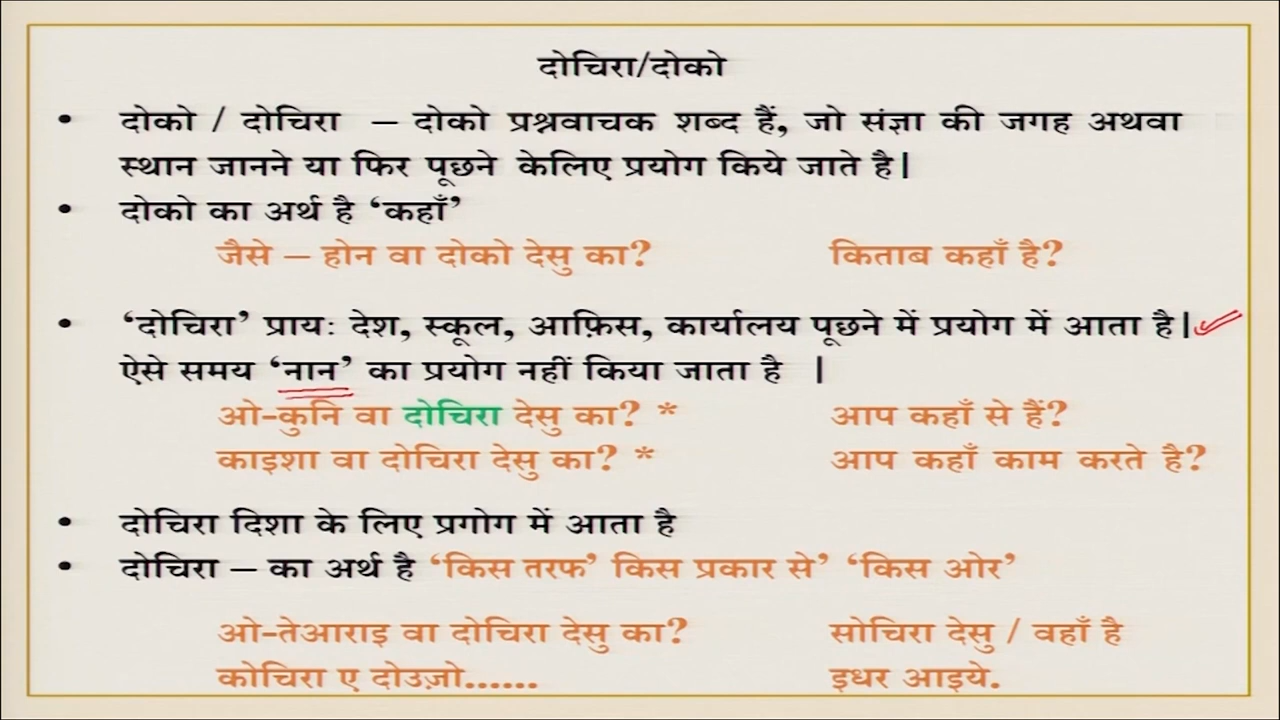 दोचिरा/दोको
• दोको / दोचिरा – दोको प्रश्नवाचक शब्द हैं, जो संज्ञा की जगह अथवा
स्थान जानने या फिर पूछने केलिए प्रयोग किये जाते है|
• दोको का अर्थ है ‘कहाँ’
जैसे – होन वा दोको देसु का? किताब कहाँ है?
• ‘दोचिरा’ प्रायः देश, स्कूल, आफ़िस, कार्यालय पूछने में प्रयोग में आता है|
ऐसे समय ‘नान’ का प्रयोग नहीं किया जाता है |
ओ-कुनि वा दोचिरा देसु का? * आप कहाँ से हैं?
काइशा वा दोचिरा देसु का? * आप कहाँ काम करते है?
• दोचिरा दिशा के लिए प्रगोग में आता है
• दोचिरा – का अर्थ है ‘किस तरफ’ किस प्रकार से’ ‘किस ओर’
ओ-तेआराइ वा दोचिरा देसु का? सोचिरा देसु / वहाँ है
कोचिरा ए दोउज़ो...... इधर आइये.